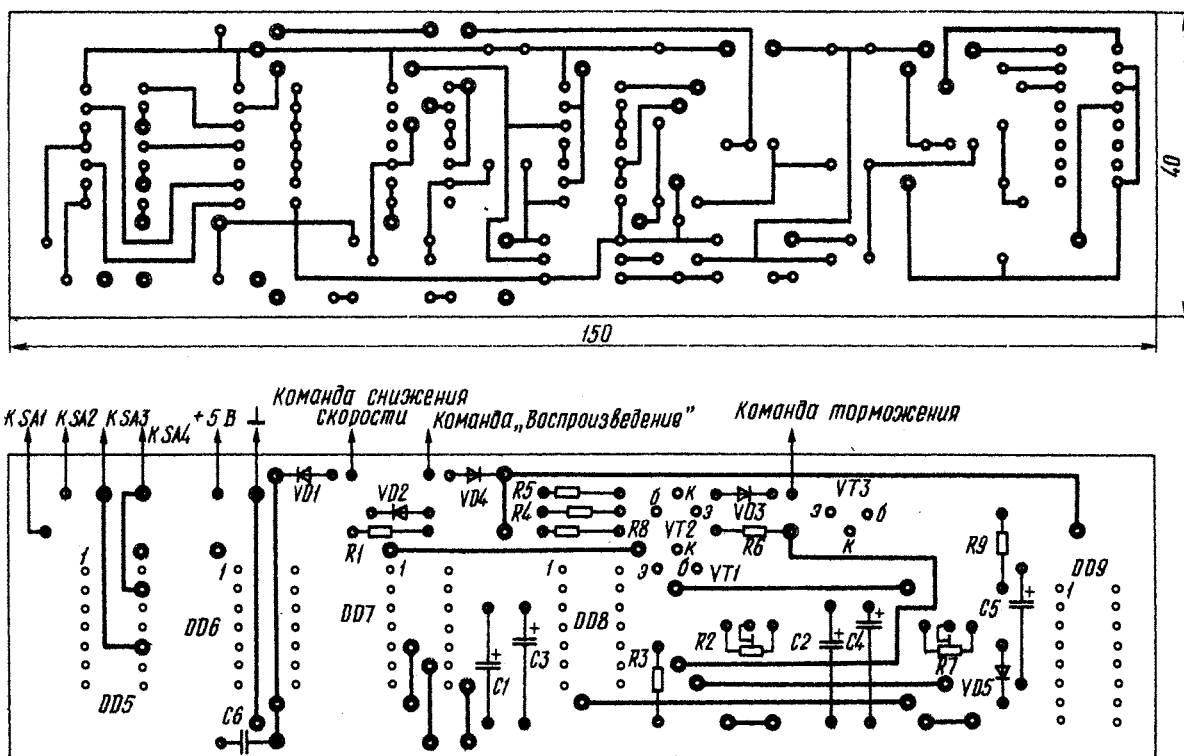 150
40
К SA1
К SA2
К SA3
К SA4
+5 В
⊥
Команда снижения
скорости
Команда „Воспроизведение”
Команда торможения
VD1
VD2
VD4
R5
R4
R8
R1
б
к
э
VT2
к
э
б
VT1
VD3
R6
VT3
э
б
к
R9
1
1
1
1
1
DD5
DD6
DD7
DD8
DD9
C6
+
C1
+
C3
R3
R2
C2
+
C4
+
R7
C5
+
VD5